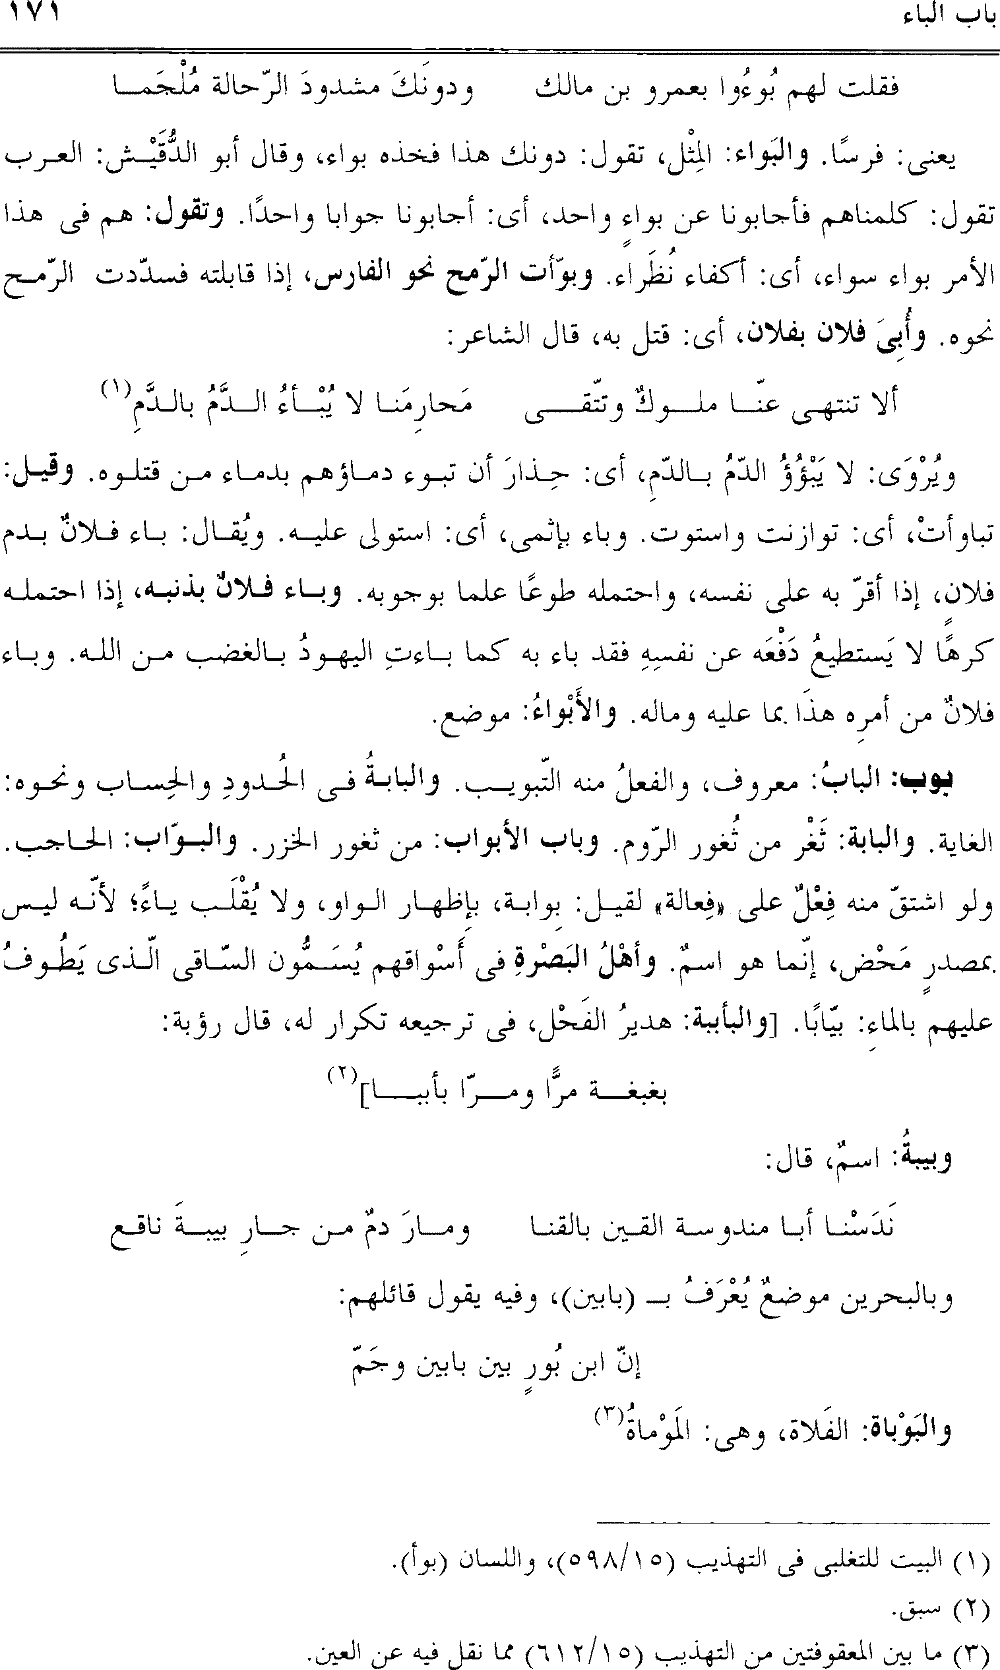 باب الباء ١٧١
فقلت لهم بُوءُوا بعمرو بن مالك ودونَكَ مشدودَ الرّحالة مُلْجَمـا
يعنى: فرسًا. والبَواء: المِثْل، تقول: دونك هذا فخذه بواء، وقال أبو الدُّقَيْش: العرب
تقول: كلمناهم فأجابونا عن بواءٍ واحد، أى: أجابونا جوابا واحدًا. وتقول: هم فى هذا
الأمر بواء سواء، أى: أكفاء نُظَراء. وبوّأت الرّمح نحو الفارس، إذا قابلته فسدّدت الرّمح
نحوه. وأُبِىَ فلان بفلان، أى: قتل به، قال الشاعر:
ألا تنتهى عنّا ملوكٌ وتتّقى مَحارِمَنا لا يُبْأءُ الدَّمُ بالدَّمِ(١)
ويُرْوَى: لا يَبْؤُؤُ الدّمُ بالدّمِ، أى: حِذارَ أن تبوء دماؤهم بدماء من قتلوه. وقيل:
تباوأتْ، أى: توازنت واستوت. وباء بإثمى، أى: استولى عليه. ويُقال: باء فلانٌ بدم
فلانٍ، إذا أقرّ به على نفسه، واحتمله طوعًا علما بوجوبه. وباء فلانٌ بذنبه، إذا احتمله
كرهًا لا يَستطيعُ دَفْعَه عن نفسِهِ فقد باء به كما باءتِ اليهودُ بالغضب من الله. وباء
فلانٌ من أمرِه هذَا بما عليه وماله. والأَبْواءُ: موضع.
بوب: البابُ: معروف، والفعلُ منه التّبويب. والبابةُ فى الحُدودِ والحِساب ونحوه:
الغاية. والبابة: ثَغْر من ثُغور الرّوم. وباب الأبواب: من ثغور الخزر. والبوّاب: الحاجب.
ولو اشتقّ منه فِعْلٌ على «فِعالة» لقيل: بِوابة، بإظهار الواو، ولا يُقْلَب ياءً؛ لأنّه ليس
بمصدرٍ مَحْض، إنّما هو اسمٌ. وأهْلُ البَصْرةِ فى أَسْواقهم يُسَمُّون السّاقى الّذى يَطُوفُ
عليهم بالماءِ: بيّابًا. [والبأببة: هديرُ الفَحْل، فى ترجيعه تكرار له، قال رؤبة:
بغبغة مرًّا ومرّا بأببا](٢)
وبيبةُ: اسمٌ، قال:
نَدَسْنا أبا مندوسة القين بالقنا ومارَ دمٌ من جارِ بيبةَ ناقع
وبالبحرين موضعٌ يُعْرَفُ بـ (بابين)، وفيه يقول قائلهم:
إنّ ابن بُورٍ بين بابين وجَمّ
والبَوْباة: الفَلاة، وهى: المَوْماةُ(٣)
(١) البيت للتغلبى فى التهذيب (٥٩٨/١٥)، واللسان (بوأ).
(٢) سبق.
(٣) ما بين المعقوفتين من التهذيب (٦١٢/١٥) مما نقل فيه عن العين.